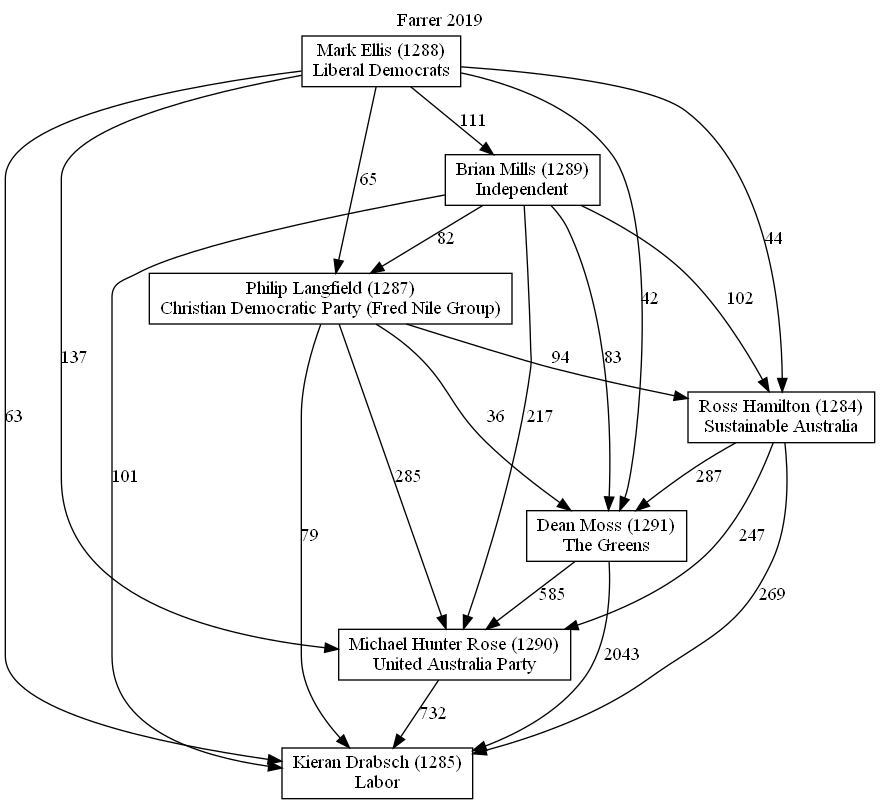 Farrer 2019
Mark Ellis (1288)
Liberal Democrats
111
Brian Mills (1289)
Independent
65
82
44
Philip Langfield (1287)
Christian Democratic Party (Fred Nile Group)
42
102
137
94
83
Ross Hamilton (1284)
Sustainable Australia
63
36
217
101
285
287
Dean Moss (1291)
The Greens
79
247
585
269
Michael Hunter Rose (1290)
United Australia Party
2043
732
Kieran Drabsch (1285)
Labor